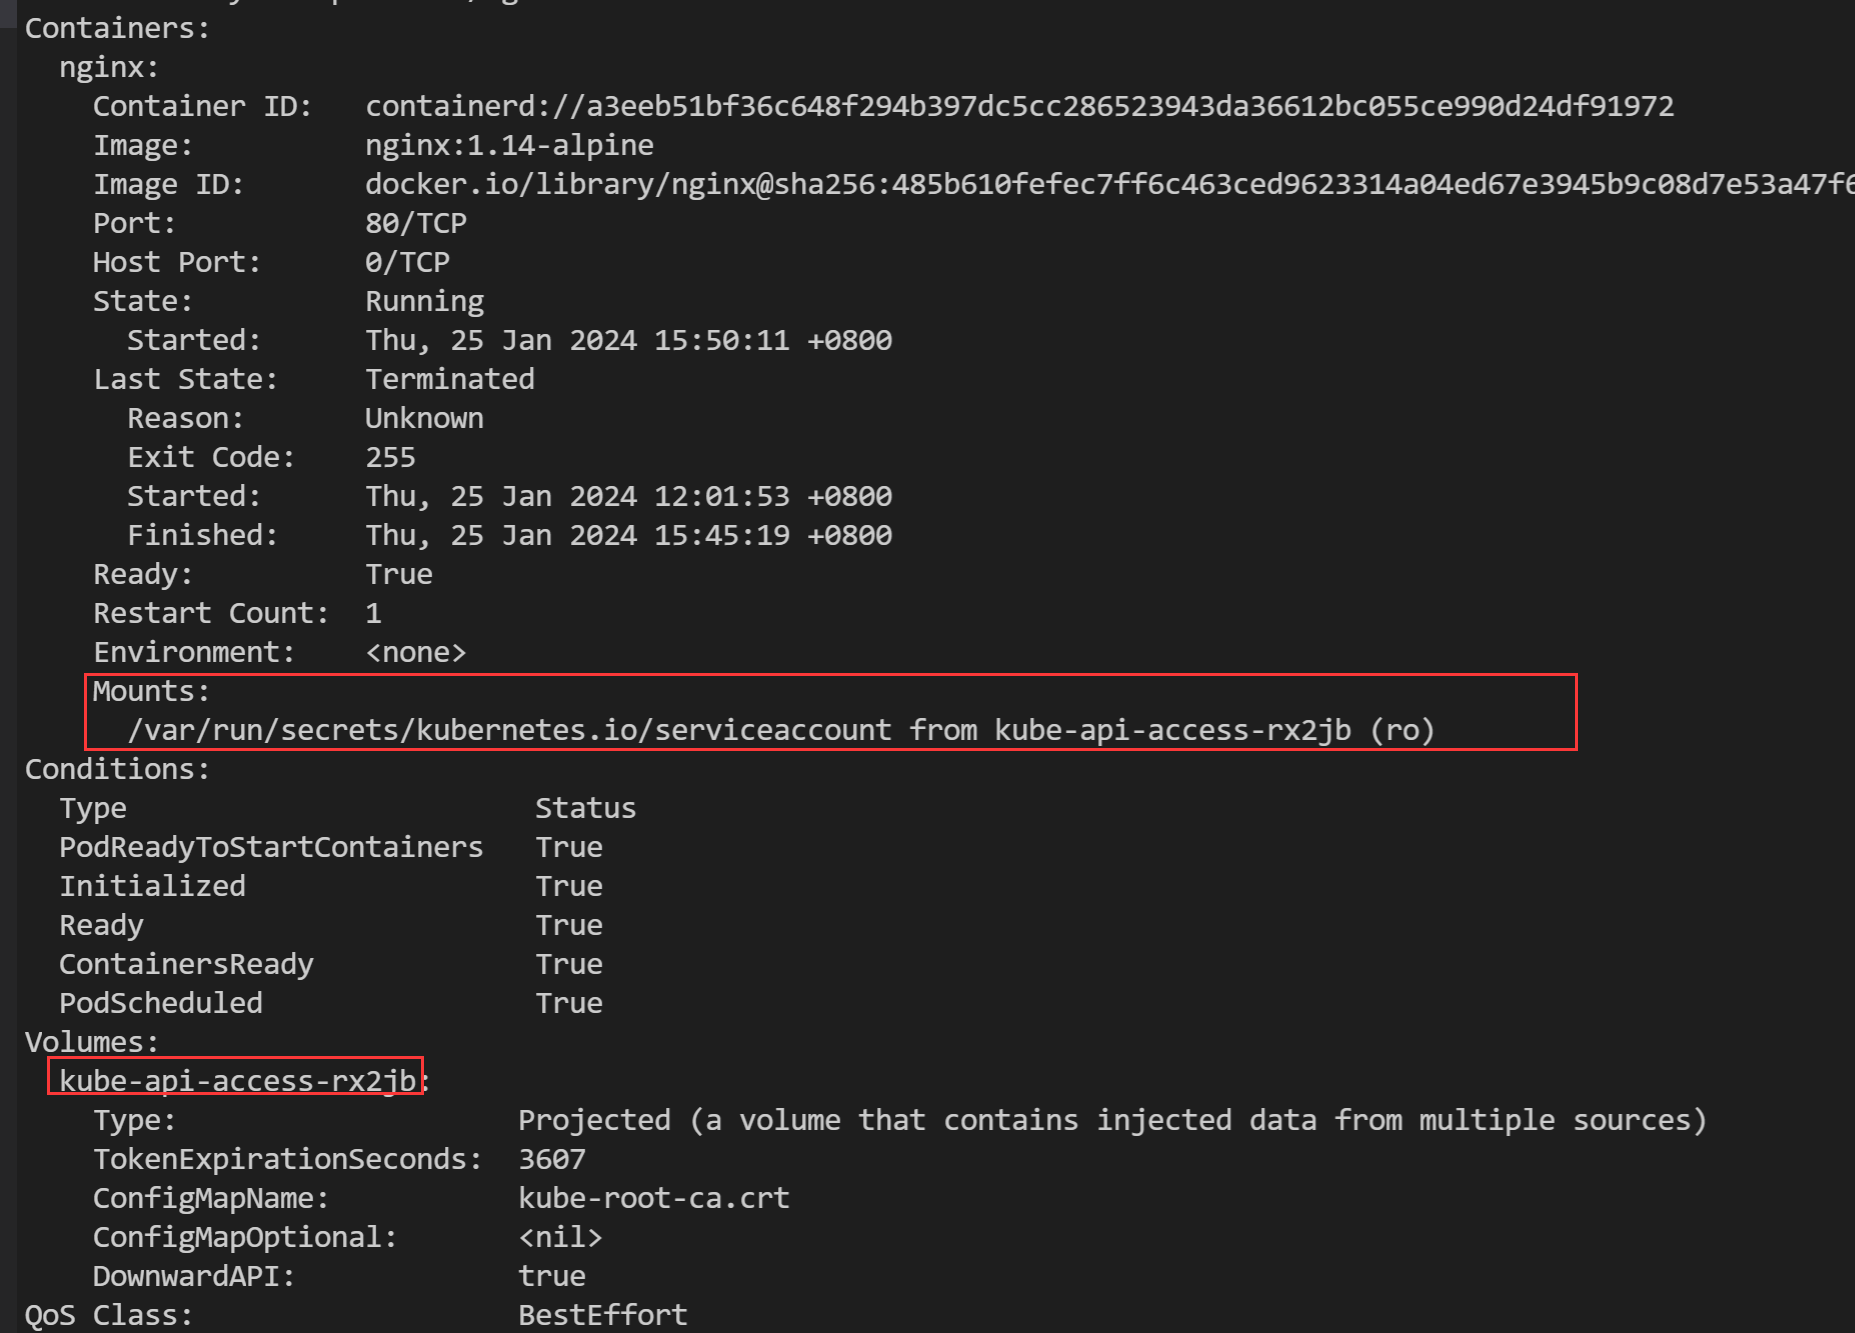 Containers:
  nginx:
    Container ID:   containerd://a3eeb51bf36c648f294b397dc5cc286523943da36612bc055ce990d24df91972
    Image:          nginx:1.14-alpine
    Image ID:       docker.io/library/nginx@sha256:485b610fefec7ff6c463ced9623314a04ed67e3945b9c08d7e53a47f6
    Port:           80/TCP
    Host Port:      0/TCP
    State:          Running
      Started:      Thu, 25 Jan 2024 15:50:11 +0800
    Last State:     Terminated
      Reason:       Unknown
      Exit Code:    255
      Started:      Thu, 25 Jan 2024 12:01:53 +0800
      Finished:     Thu, 25 Jan 2024 15:45:19 +0800
    Ready:          True
    Restart Count:  1
    Environment:    <none>
    Mounts:
      /var/run/secrets/kubernetes.io/serviceaccount from kube-api-access-rx2jb (ro)
Conditions:
  Type                        Status
  PodReadyToStartContainers   True
  Initialized                 True
  Ready                       True
  ContainersReady             True
  PodScheduled                True
Volumes:
  kube-api-access-rx2jb:
    Type:                    Projected (a volume that contains injected data from multiple sources)
    TokenExpirationSeconds:  3607
    ConfigMapName:           kube-root-ca.crt
    ConfigMapOptional:       <nil>
    DownwardAPI:             true
QoS Class:                   BestEffort